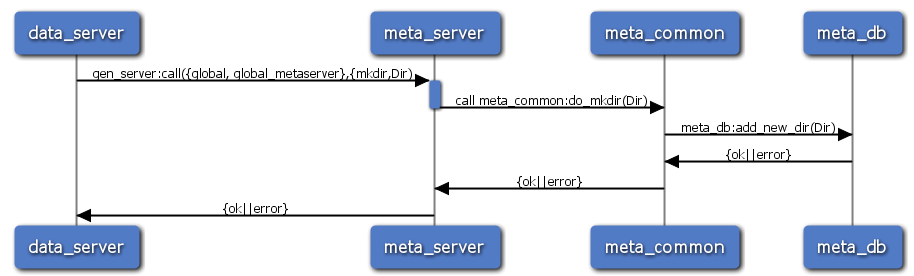 data_server meta_server meta_common meta_db
gen_server:call({global, global_metaserver},{mkdir,Dir)
call meta_common:do_mkdir(Dir)
meta_db:add_new_dir(Dir)
{ok||error}
{ok||error}
{ok||error}
data_server meta_server meta_common meta_db